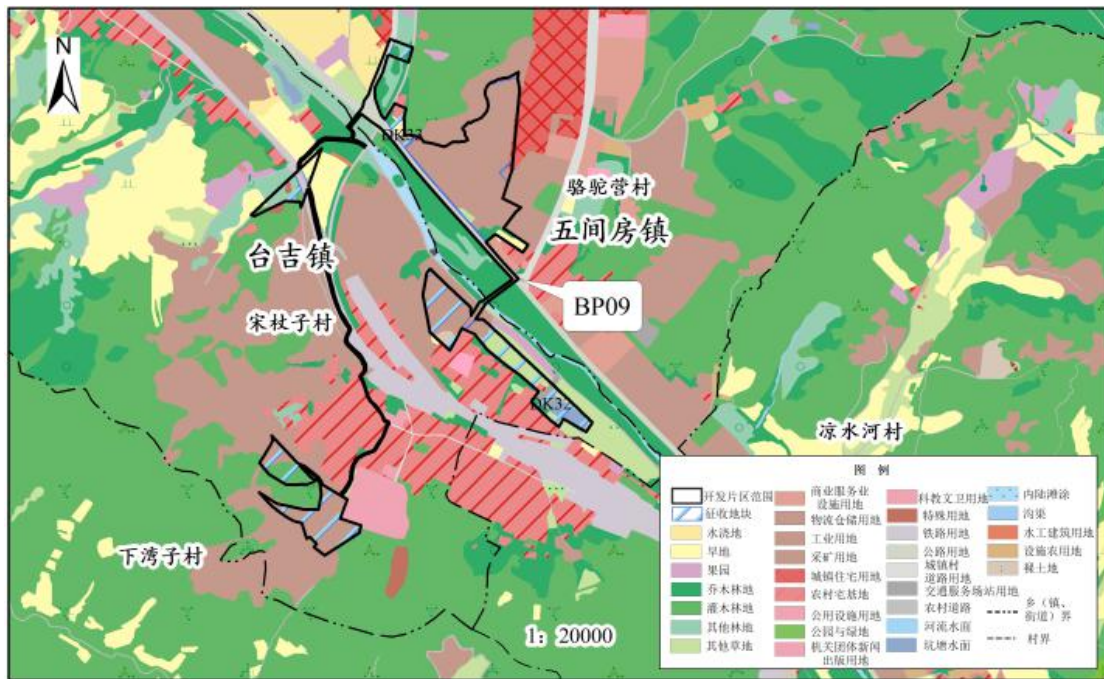 N
DK33
骆驼营村
五间房镇
台吉镇
BP09
宋杖子村
DK32
凉水河村
下湾子村
1: 20000
图 例
开发片区范围
征收地块
水浇地
旱地
果园
乔木林地
灌木林地
其他林地
其他草地
商业服务业
设施用地
物流仓储用地
工业用地
采矿用地
城镇住宅用地
农村宅基地
公用设施用地
公园与绿地
机关团体新闻
出版用地
科教文卫用地
特殊用地
铁路用地
公路用地
城镇村
道路用地
交通服务场站用地
农村道路
河流水面
坑塘水面
内陆滩涂
沟渠
水工建筑用地
设施农用地
裸土地
乡（镇、
街道）界
村界